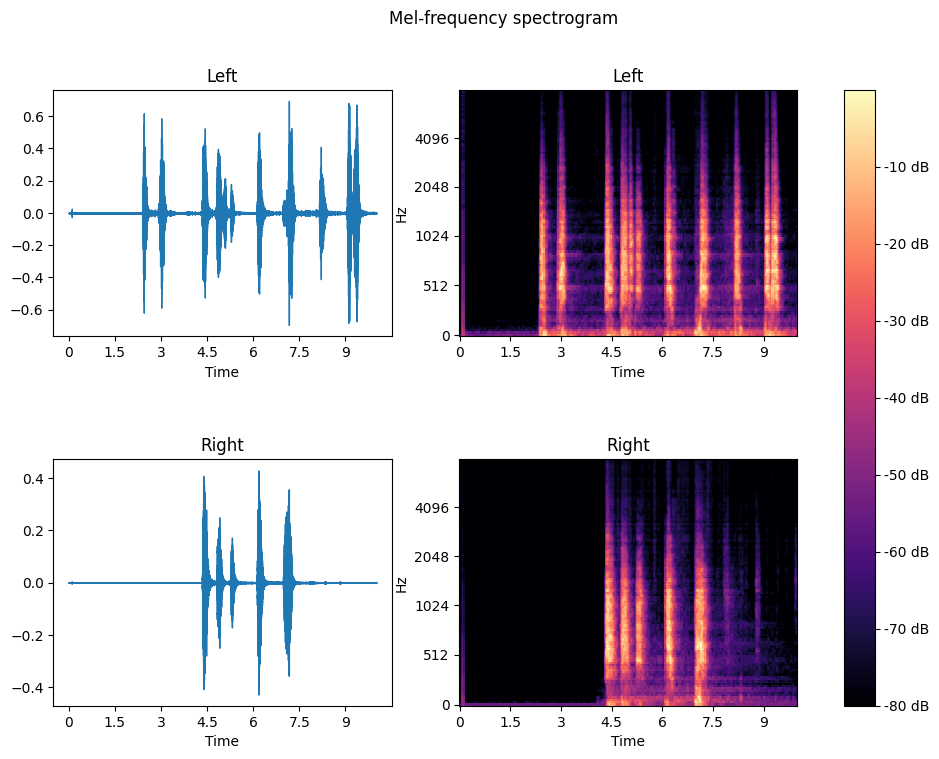 Mel-frequency spectrogram
Left
0.6
0.4
0.2
0.0
−0.2
−0.4
−0.6
0 1.5 3 4.5 6 7.5 9
Time
Left
Hz
4096
2048
1024
512
0
0 1.5 3 4.5 6 7.5 9
Time
Right
0.4
0.2
0.0
−0.2
−0.4
0 1.5 3 4.5 6 7.5 9
Time
Right
Hz
4096
2048
1024
512
0
0 1.5 3 4.5 6 7.5 9
Time
-10 dB
-20 dB
-30 dB
-40 dB
-50 dB
-60 dB
-70 dB
-80 dB